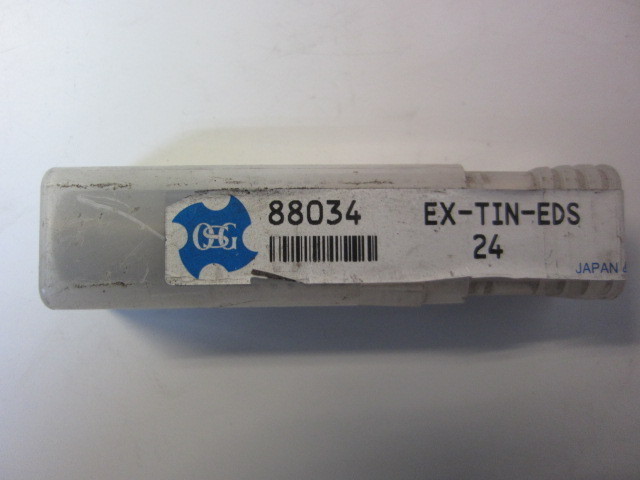 OSG
88034 EX-TIN-EDS
24
JAPAN